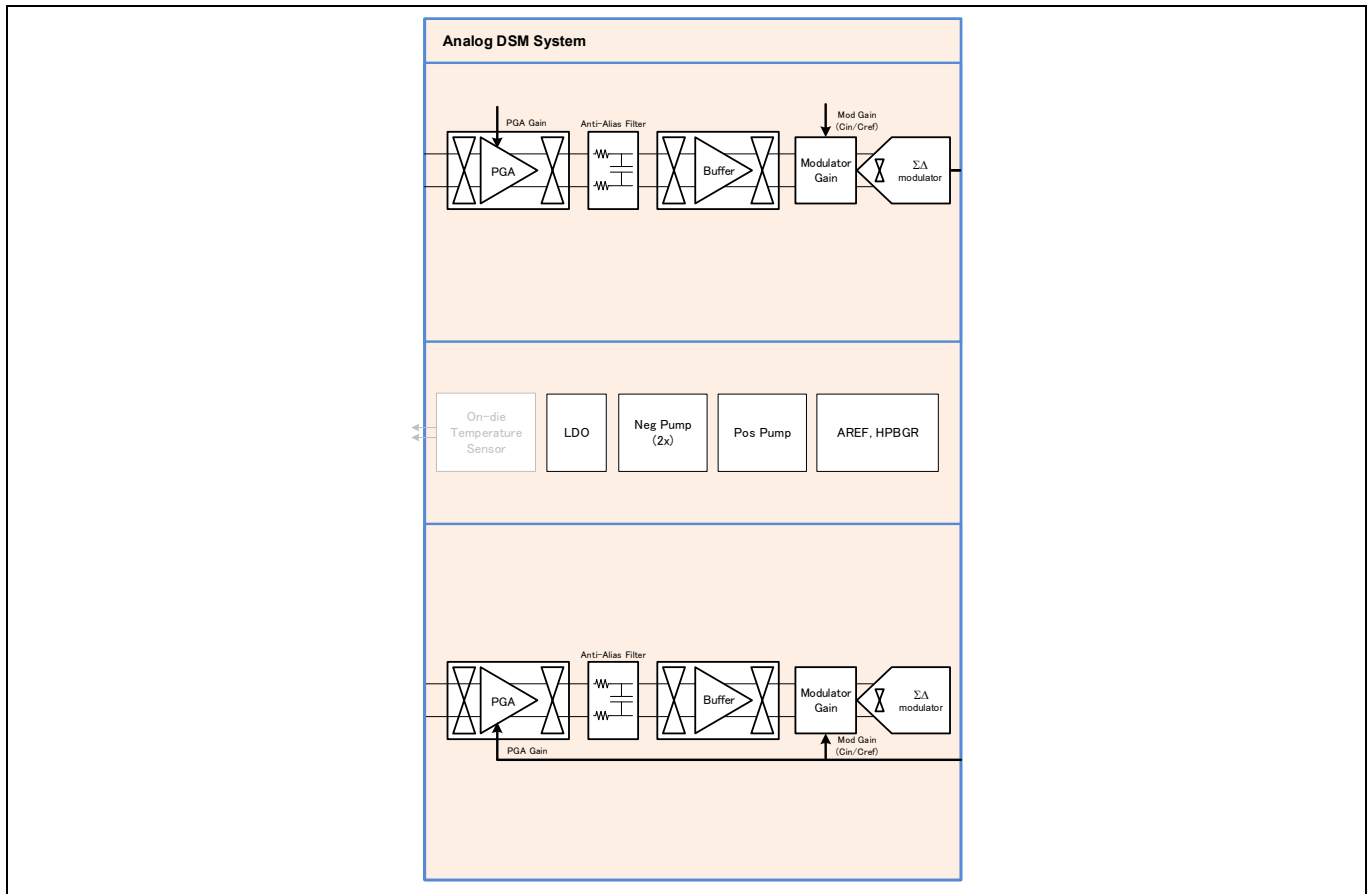 Analog DSM System
PGA Gain
Anti-Alias Filter
Mod Gain
(Cin/Cref)
PGA
Buffer
Modulator
Gain
ΣΔ
modulator
On-die
Temperature
Sensor
LDO
Neg Pump
(2x)
Pos Pump
AREF, HPBGR
Anti-Alias Filter
PGA
Buffer
Modulator
Gain
ΣΔ
modulator
PGA Gain
Mod Gain
(Cin/Cref)